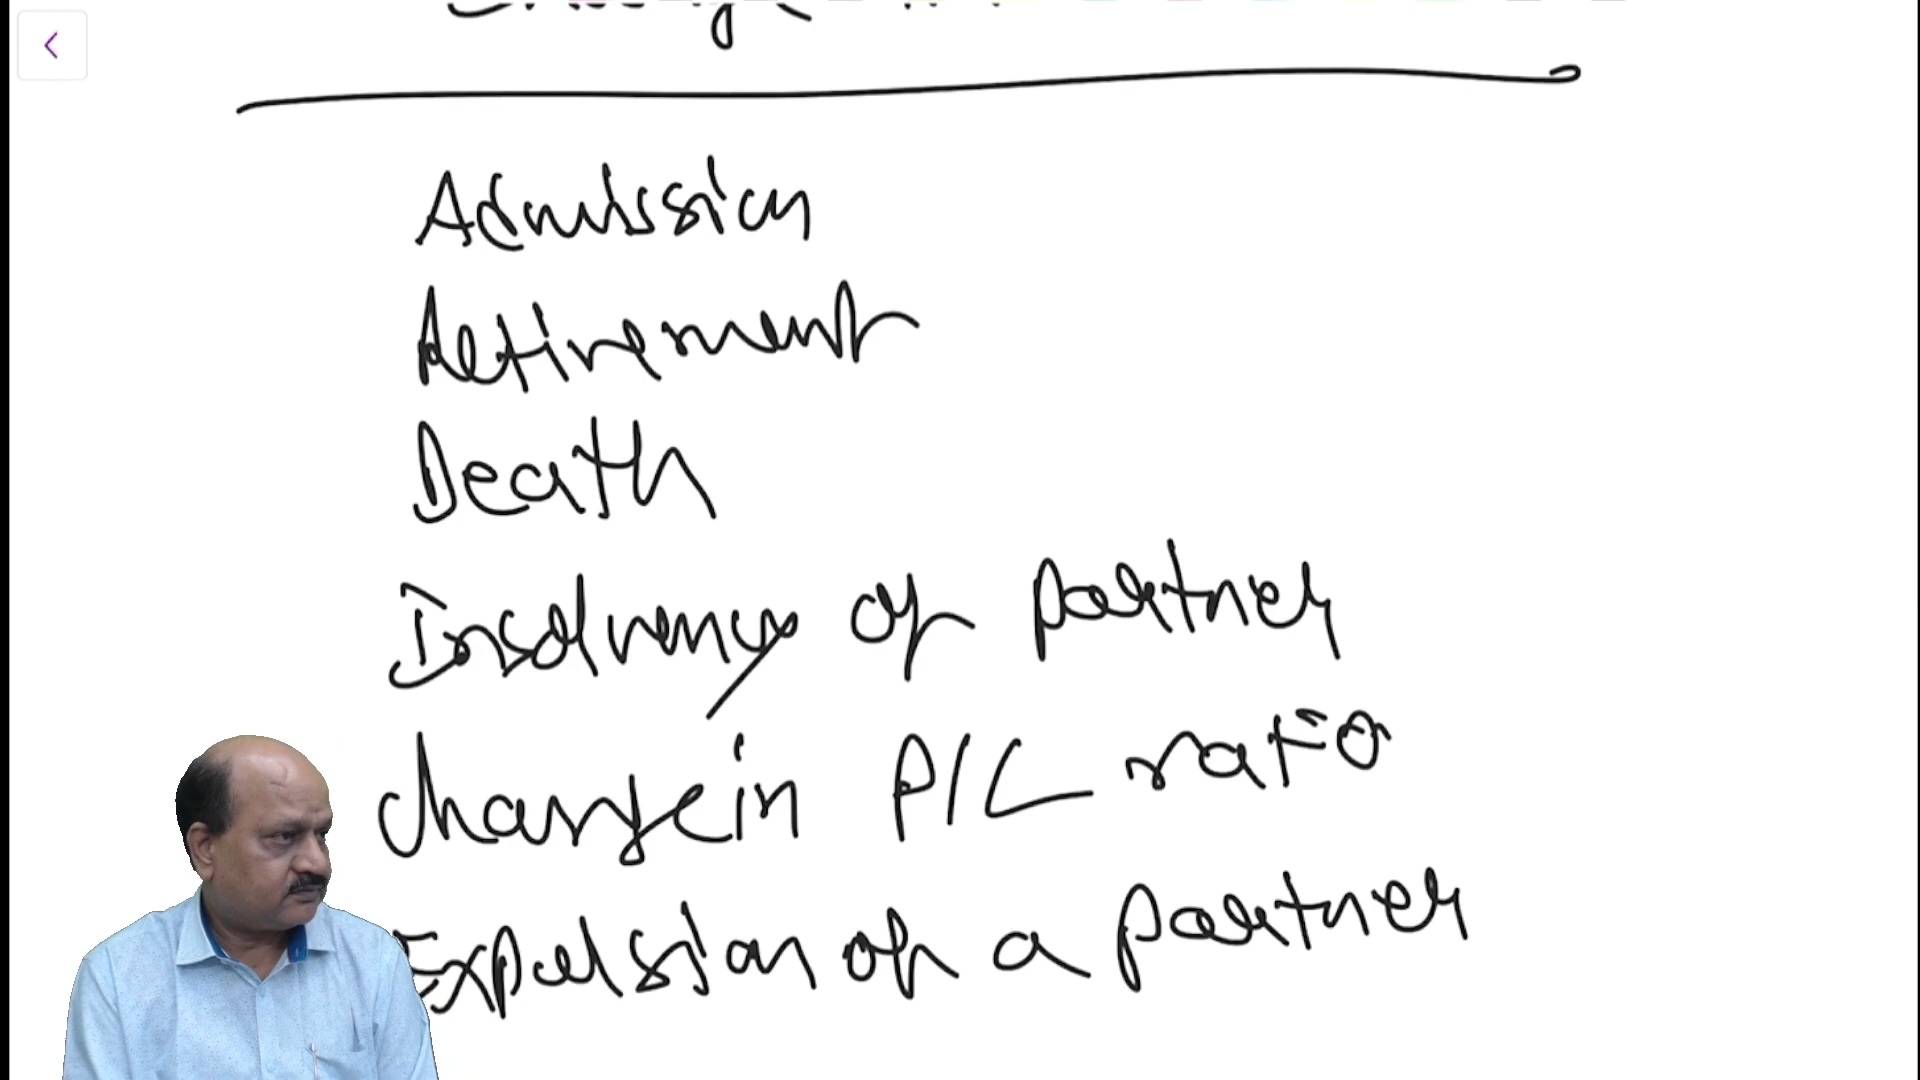 Admission
Retirement
Death
Insolvency of partner
change in P/L ratio
Expulsion of a partner